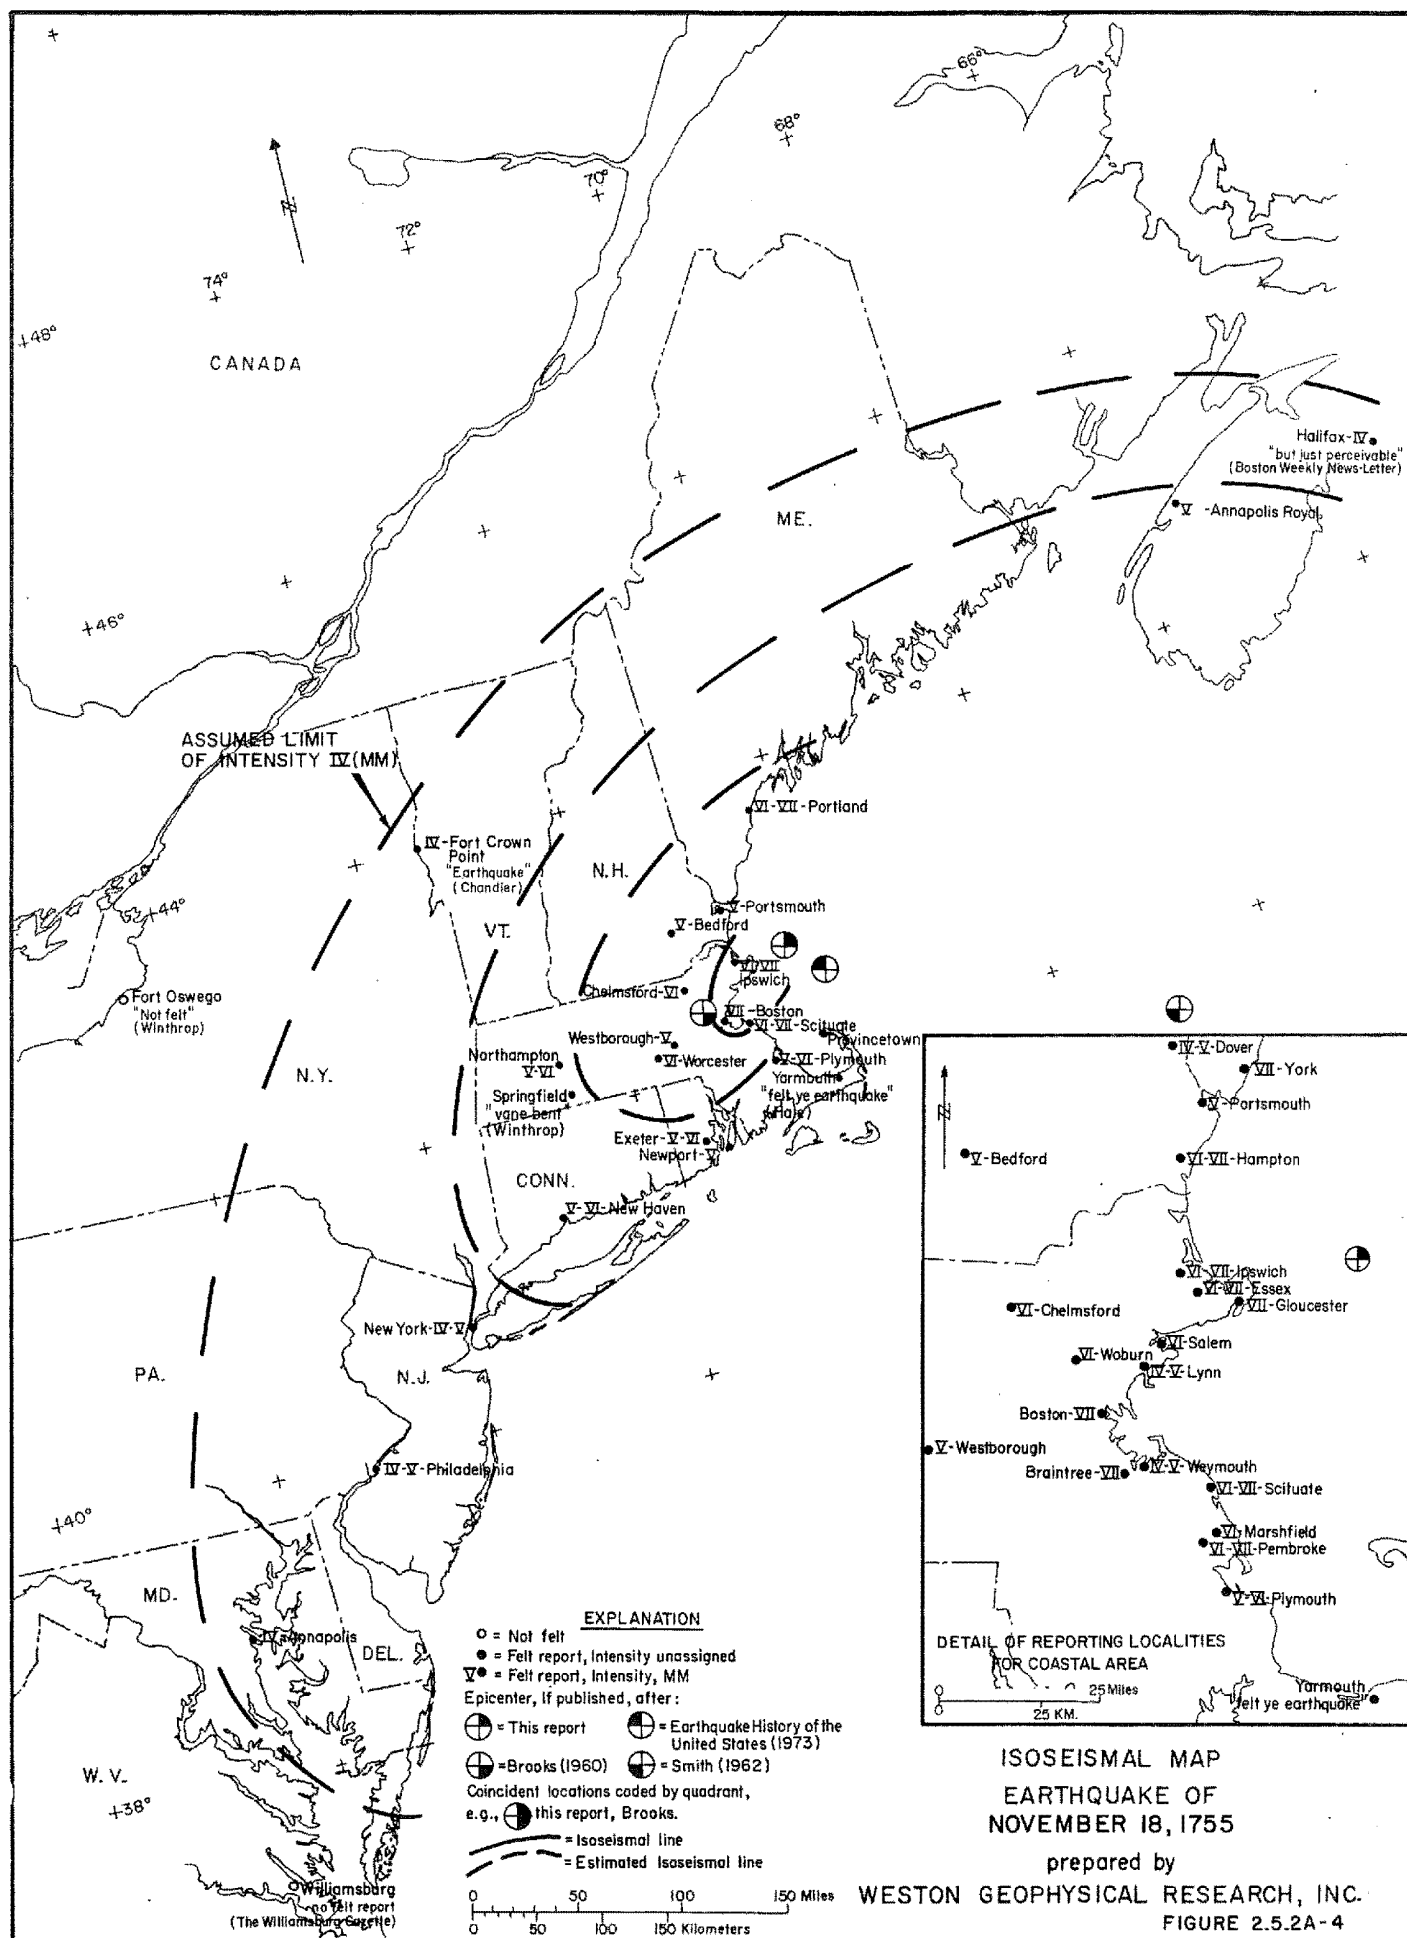 66°
68°
70°
72°
74°
48°
CANADA
Halifax-IV
"but just perceivable"
(Boston Weekly News-Letter)
V -Annapolis Royal
ME.
46°
ASSUMED LIMIT
OF INTENSITY IV(MM)
VI-VII-Portland
IV-Fort Crown
Point
"Earthquake"
(Chandler)
N.H.
44°
V-Portsmouth
V-Bedford
VT.
VI-VII
Ipswich
Chelmsford-VI
Fort Oswego
"Not felt"
(Winthrop)
VII-Boston
VI-VII-Scituate
Provincetown
Westborough-V
VI-Worcester
V-VI-Plymouth
Northampton
V-VI
Yarmouth
"felt ye earthquake"
(Hale)
N.Y.
Springfield
"vane bent"
(Winthrop)
Exeter-V-VI
Newport-V
CONN.
V-VI-New Haven
New York-IV-V
PA.
N.J.
IV-V-Philadelphia
40°
MD.
IV-Annapolis
DEL.
W. V.
38°
Williamsburg
no felt report
(The Williamsburg Gazette)
IV-V-Dover
VII-York
V-Portsmouth
V-Bedford
VI-VII-Hampton
VI-VII-Ipswich
VI-VII-Essex
VII-Gloucester
VI-Chelmsford
VI-Salem
VI-Woburn
IV-V-Lynn
Boston-VII
V-Westborough
Braintree-VII
IV-V-Weymouth
VI-VII-Scituate
VI-Marshfield
VI-VII-Pembroke
V-VI-Plymouth
DETAIL OF REPORTING LOCALITIES
FOR COASTAL AREA
0 25 Miles
0 25 KM.
Yarmouth
"felt ye earthquake"
EXPLANATION
= Not felt
= Felt report, Intensity unassigned
V = Felt report, Intensity, MM
Epicenter, if published, after:
= This report
= Earthquake History of the
United States (1973)
=Brooks (1960)
= Smith (1962)
Coincident locations coded by quadrant,
e.g., this report, Brooks.
= Isoseismal line
= Estimated Isoseismal line
0 50 100 150 Miles
0 50 100 150 Kilometers
ISOSEISMAL MAP
EARTHQUAKE OF
NOVEMBER 18, 1755
prepared by
WESTON GEOPHYSICAL RESEARCH, INC.
FIGURE 2.5.2A-4